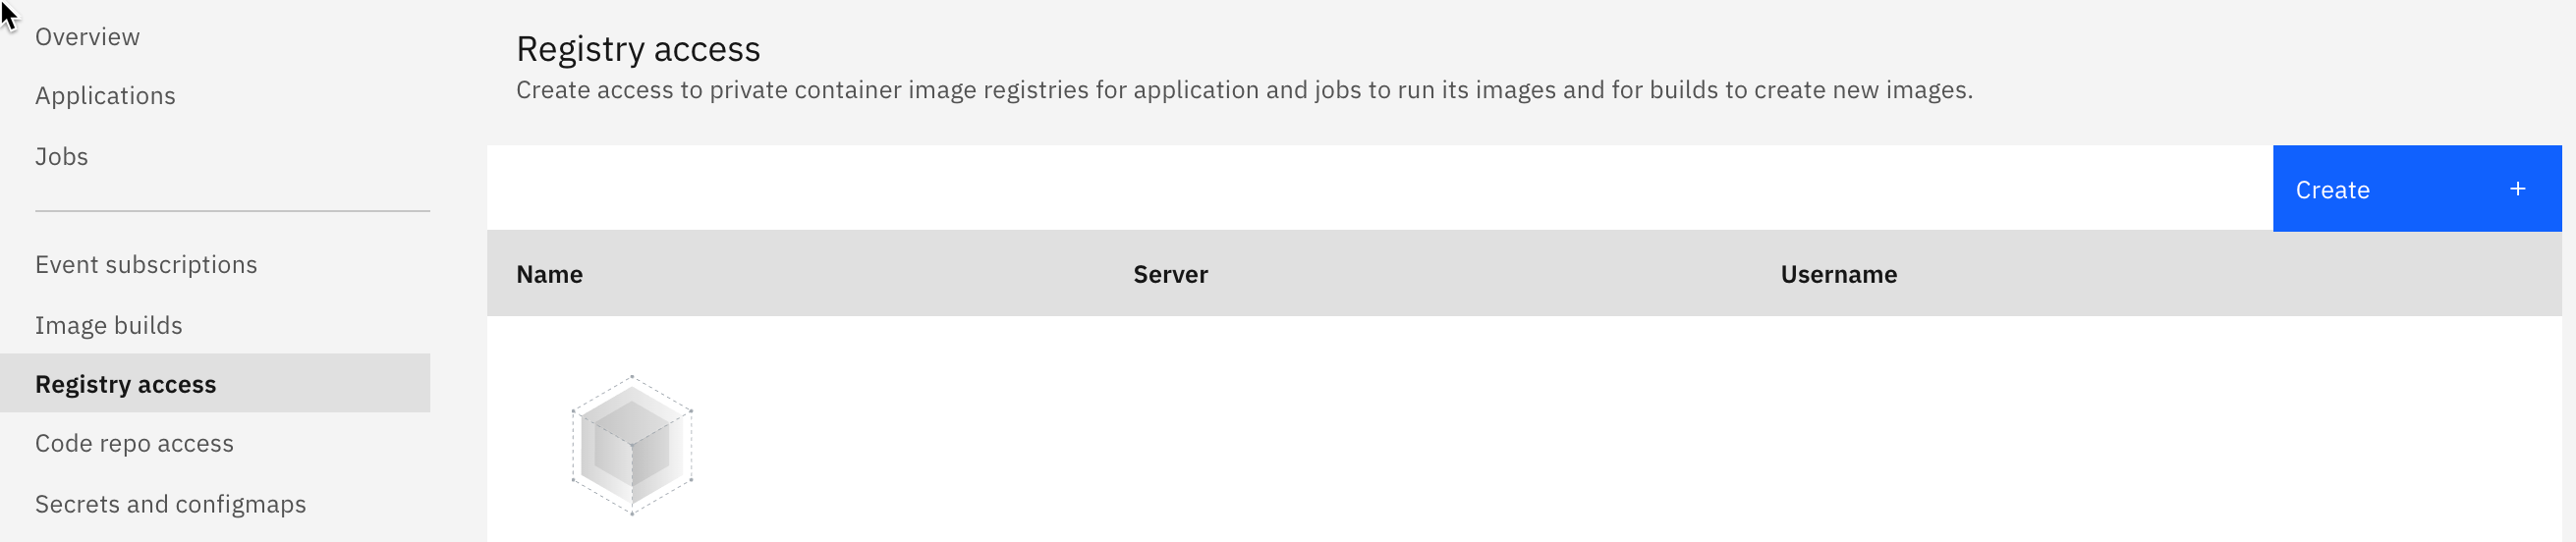 Overview
Applications
Jobs
Event subscriptions
Image builds
Registry access
Code repo access
Secrets and configmaps
Registry access
Create access to private container image registries for application and jobs to run its images and for builds to create new images.
Create +
Name Server Username